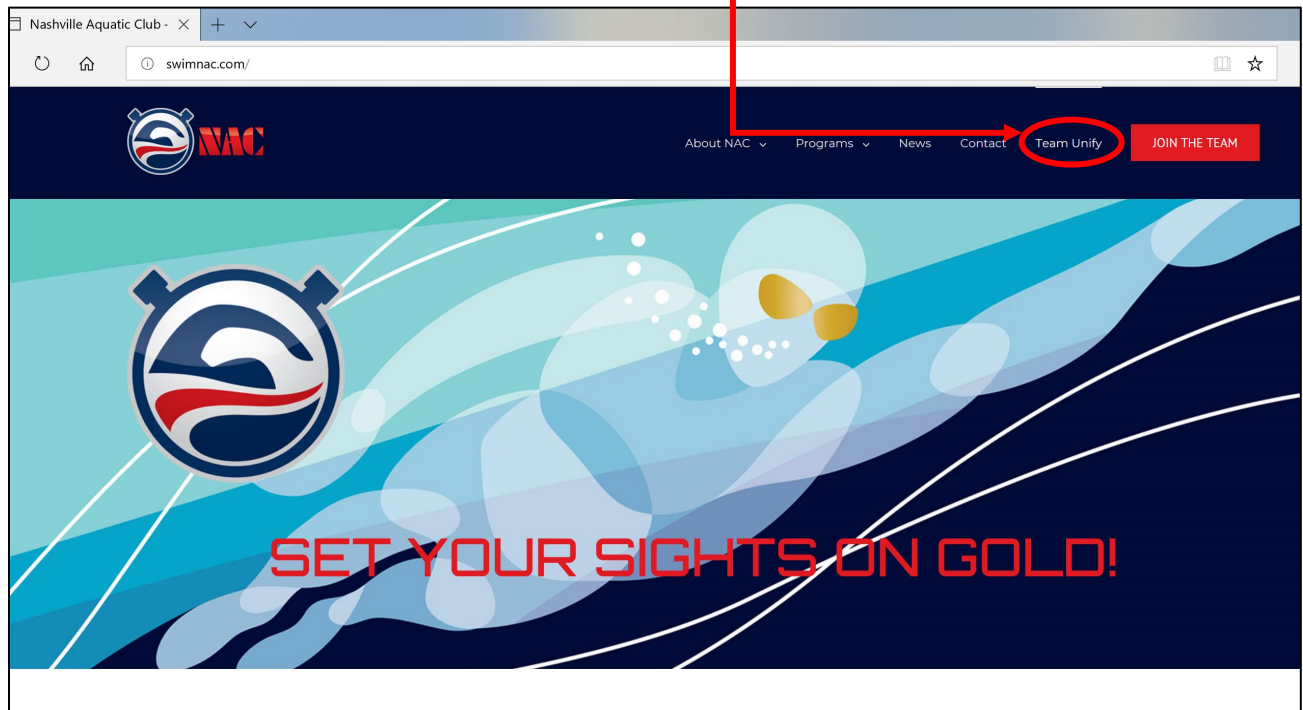 Nashville Aquatic Club -
swimnac.com/
NAC
About NAC Programs News Contact Team Unify JOIN THE TEAM
SET YOUR SIGHTS ON GOLD!